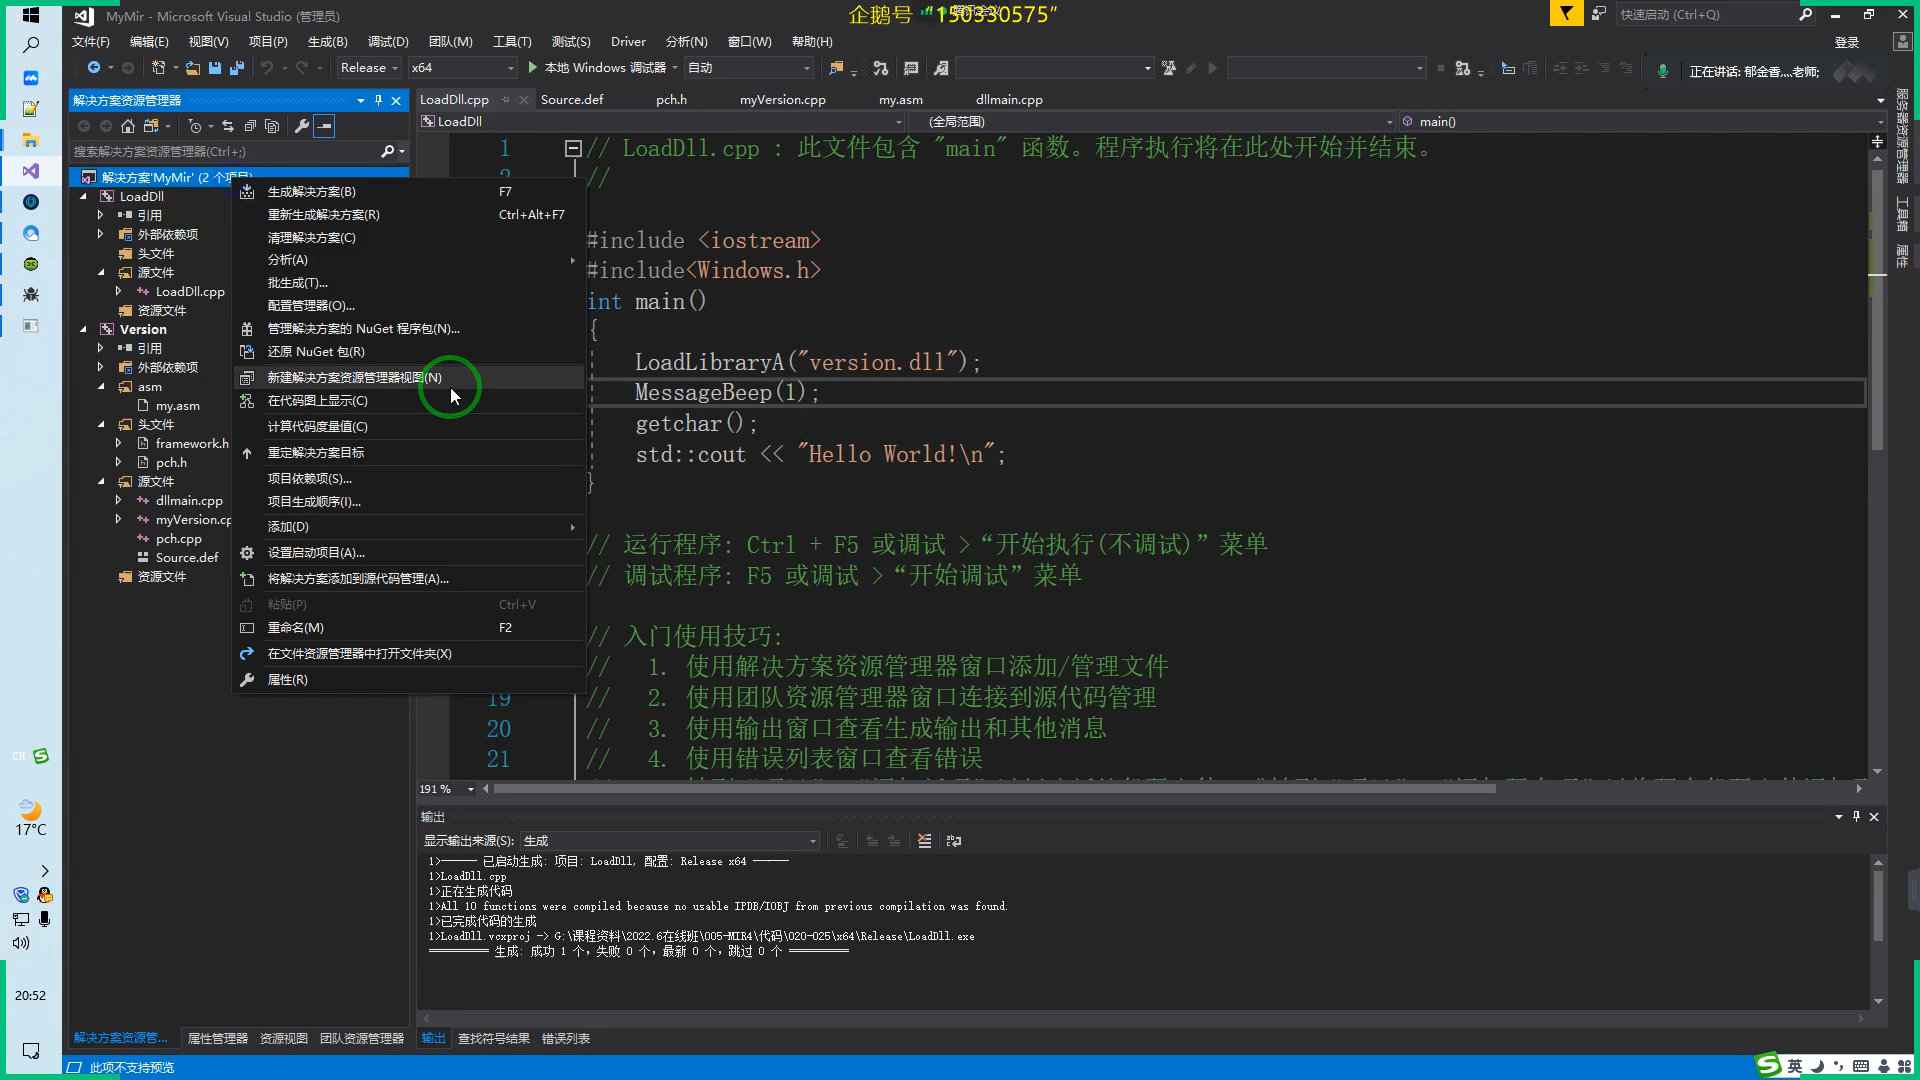 MyMir - Microsoft Visual Studio (管理员)
企鹅号 “150330575”
快速启动 (Ctrl+Q)
文件(F) 编辑(E) 视图(V) 项目(P) 生成(B) 调试(D) 团队(M) 工具(T) 测试(S) Driver 分析(N) 窗口(W) 帮助(H)
登录
Release x64 本地 Windows 调试器 自动
正在讲话: 郁金香灬老师;
解决方案资源管理器
LoadDll.cpp Source.def pch.h myVersion.cpp my.asm dllmain.cpp
LoadDll (全局范围) main()
搜索解决方案资源管理器(Ctrl+;)
解决方案'MyMir' (2 个项目)
LoadDll
引用
外部依赖项
头文件
源文件
LoadDll.cpp
资源文件
Version
引用
外部依赖项
asm
my.asm
头文件
framework.h
pch.h
源文件
dllmain.cpp
myVersion.cp
pch.cpp
Source.def
资源文件
生成解决方案(B) F7
重新生成解决方案(R) Ctrl+Alt+F7
清理解决方案(C)
分析(A)
批生成(T)...
配置管理器(O)...
管理解决方案的 NuGet 程序包(N)...
还原 NuGet 包(R)
新建解决方案资源管理器视图(N)
在代码图上显示(C)
计算代码度量值(C)
重定解决方案目标
项目依赖项(S)...
项目生成顺序(I)...
添加(D)
设置启动项目(A)...
将解决方案添加到源代码管理(A)...
粘贴(P) Ctrl+V
重命名(M) F2
在文件资源管理器中打开文件夹(X)
属性(R)
1 // LoadDll.cpp : 此文件包含 "main" 函数。程序执行将在此处开始并结束。
2 //
#include <iostream>
#include<Windows.h>
int main()
{
LoadLibraryA("version.dll");
MessageBeep(1);
getchar();
std::cout << "Hello World!\n";
}
// 运行程序: Ctrl + F5 或调试 >“开始执行(不调试)”菜单
// 调试程序: F5 或调试 >“开始调试”菜单
// 入门使用技巧:
// 1. 使用解决方案资源管理器窗口添加/管理文件
19 // 2. 使用团队资源管理器窗口连接到源代码管理
20 // 3. 使用输出窗口查看生成输出和其他消息
21 // 4. 使用错误列表窗口查看错误
191 %
服务器资源管理器
工具箱
属性
输出
显示输出来源(S): 生成
1>------ 已启动生成: 项目: LoadDll, 配置: Release x64 ------
1>LoadDll.cpp
1>正在生成代码
1>All 10 functions were compiled because no usable IPDB/IOBJ from previous compilation was found.
1>已完成代码的生成
1>LoadDll.vcxproj -> G:\课程资料\2022.6在线班\005-MIR4\代码\020-025\x64\Release\LoadDll.exe
========== 生成: 成功 1 个，失败 0 个，最新 0 个，跳过 0 个 ==========
解决方案资源管... 属性管理器 资源视图 团队资源管理器 输出 查找符号结果 错误列表
此项不支持预览
CH
17°C
20:52
英